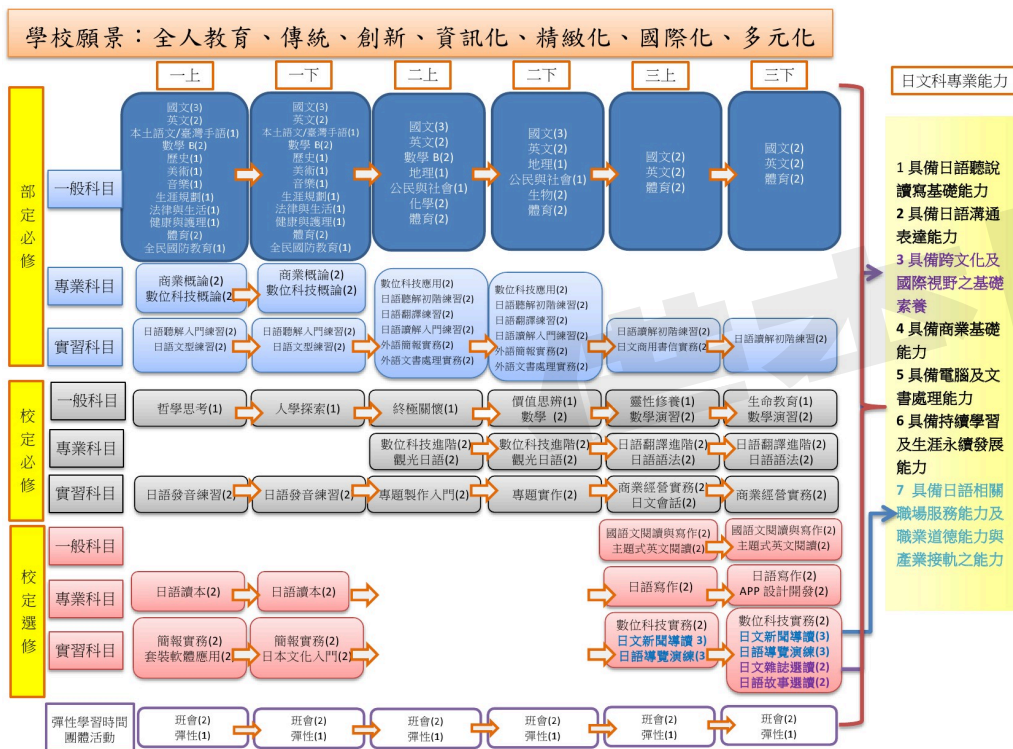 學校願景：全人教育、傳統、創新、資訊化、精緻化、國際化、多元化
一上
一下
二上
二下
三上
三下
日文科專業能力
部定必修
一般科目
國文(3)
英文(2)
本土語文/臺灣手語(1)
數學 B(2)
歷史(1)
美術(1)
音樂(1)
生涯規劃(1)
法律與生活(1)
健康與護理(1)
體育(2)
全民國防教育(1)
國文(3)
英文(2)
本土語文/臺灣手語(1)
數學 B(2)
歷史(1)
美術(1)
音樂(1)
生涯規劃(1)
法律與生活(1)
健康與護理(1)
體育(2)
全民國防教育(1)
國文(3)
英文(2)
數學 B(2)
地理(1)
公民與社會(1)
化學(2)
體育(2)
國文(3)
英文(2)
地理(1)
公民與社會(1)
生物(2)
體育(2)
國文(2)
英文(2)
體育(2)
國文(2)
英文(2)
體育(2)
專業科目
商業概論(2)
數位科技概論(2)
商業概論(2)
數位科技概論(2)
實習科目
日語聽解入門練習(2)
日語文型練習(2)
日語聽解入門練習(2)
日語文型練習(2)
數位科技應用(2)
日語聽解初階練習(2)
日語翻譯練習(2)
日語讀解入門練習(2)
外語簡報實務(2)
外語文書處理實務(2)
數位科技應用(2)
日語聽解初階練習(2)
日語翻譯練習(2)
日語讀解入門練習(2)
外語簡報實務(2)
外語文書處理實務(2)
日語讀解初階練習(2)
日文商用書信實務(2)
日語讀解初階練習(2)
校定必修
一般科目
哲學思考(1)
人學探索(1)
終極關懷(1)
價值思辨(1)
數學 (2)
靈性修養(1)
數學演習(2)
生命教育(1)
數學演習(2)
專業科目
數位科技進階(2)
觀光日語(2)
數位科技進階(2)
觀光日語(2)
日語翻譯進階(2)
日語語法(2)
日語翻譯進階(2)
日語語法(2)
實習科目
日語發音練習(2)
日語發音練習(2)
專題製作入門(2)
專題實作(2)
商業經營實務(2)
日文會話(2)
商業經營實務(2)
校定選修
一般科目
國語文閱讀與寫作(2)
主題式英文閱讀(2)
國語文閱讀與寫作(2)
主題式英文閱讀(2)
專業科目
日語讀本(2)
日語讀本(2)
日語寫作(2)
日語寫作(2)
APP 設計開發(2)
實習科目
簡報實務(2)
套裝軟體應用(2)
簡報實務(2)
日本文化入門(2)
數位科技實務(2)
日文新聞導讀 3)
日語導覽演練(3
數位科技實務(2)
日文新聞導讀(3)
日語導覽演練(3)
日文雜誌選讀(2)
日語故事選讀(2)
彈性學習時間
團體活動
班會(2)
彈性(1)
班會(2)
彈性(1)
班會(2)
彈性(1)
班會(2)
彈性(1)
班會(2)
彈性(1)
班會(2)
彈性(1)
1 具備日語聽說
讀寫基礎能力
2 具備日語溝通
表達能力
3 具備跨文化及
國際視野之基礎
素養
4 具備商業基礎
能力
5 具備電腦及文
書處理能力
6 具備持續學習
及生涯永續發展
能力
7 具備日語相關
職場服務能力及
職業道德能力與
產業接軌之能力